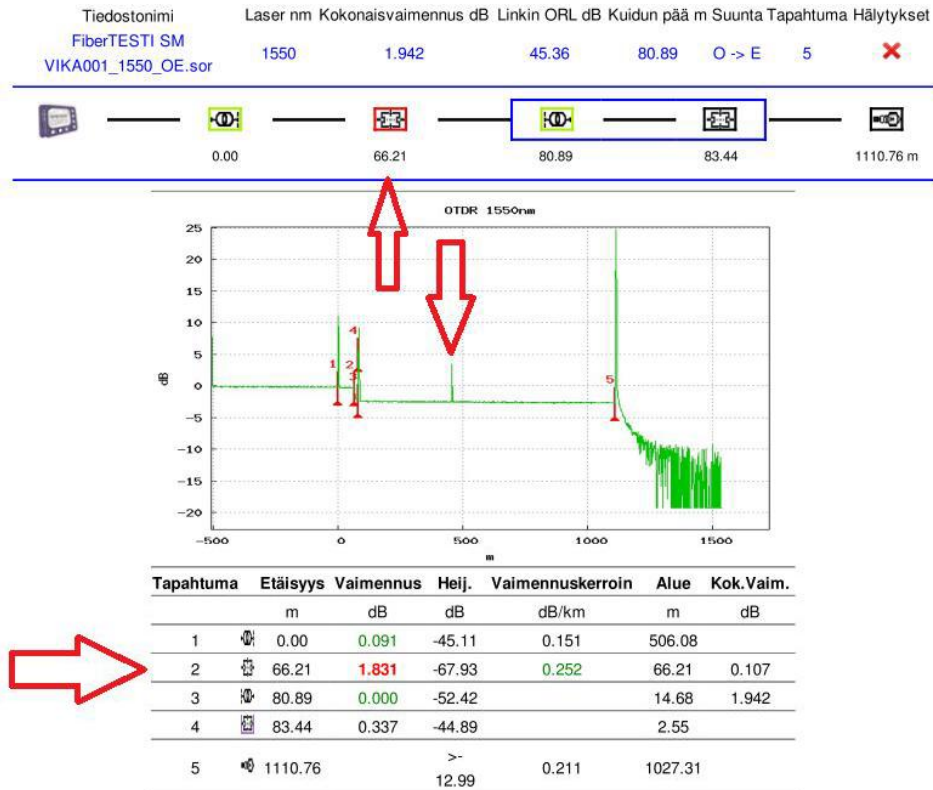 Tiedostonimi Laser nm Kokonaisvaimennus dB Linkin ORL dB Kuidun pää m Suunta Tapahtuma Hälytykset
FiberTESTI SM
VIKA001_1550_OE.sor 1550 1.942 45.36 80.89 O -> E 5
0.00 66.21 80.89 83.44 1110.76 m
OTDR 1550nm
25
20
15
10
5
0
-5
-10
-15
-20
dB
1 2 3 4 5
-500 0 500 1000 1500
m
Tapahtuma Etäisyys Vaimennus Heij. Vaimennuskerroin Alue Kok.Vaim.
m dB dB dB/km m dB
1 0.00 0.091 -45.11 0.151 506.08
2 66.21 1.831 -67.93 0.252 66.21 0.107
3 80.89 0.000 -52.42 14.68 1.942
4 83.44 0.337 -44.89 2.55
5 1110.76 >-
12.99 0.211 1027.31